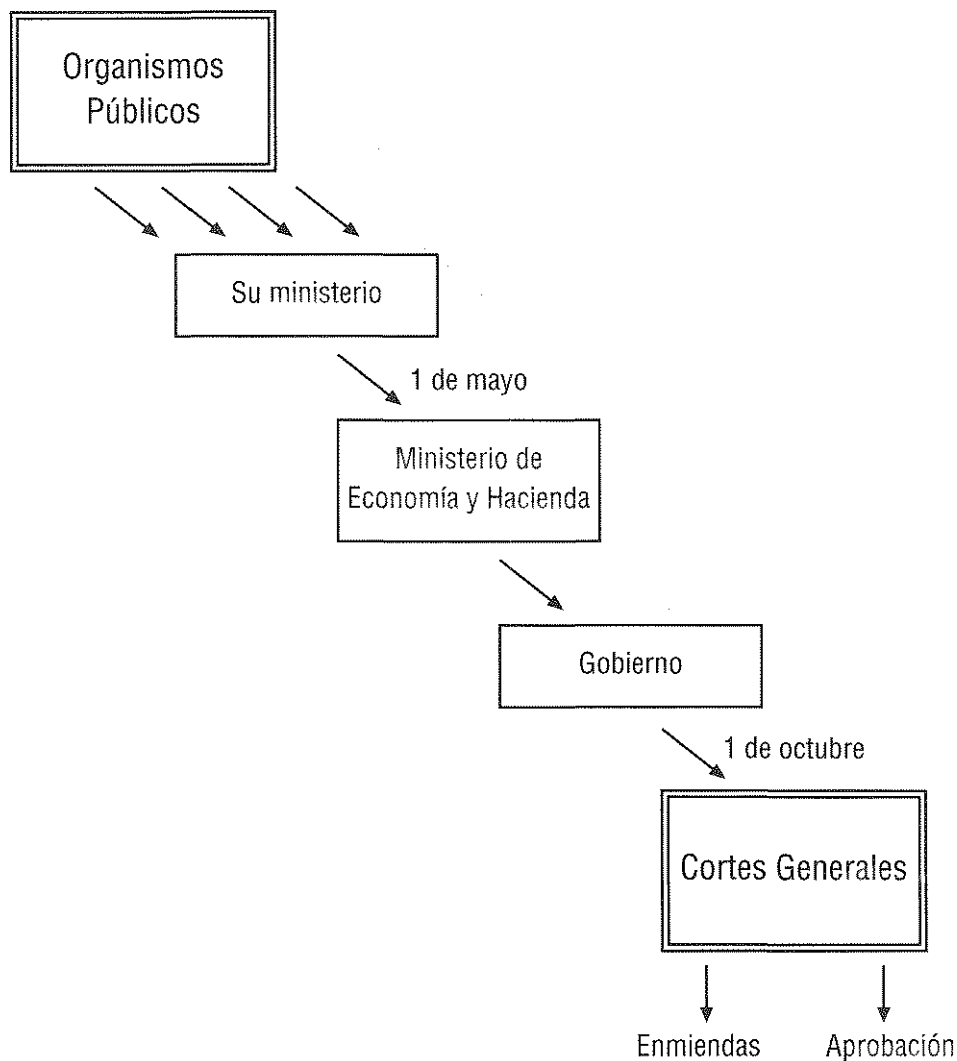 Organismos
Públicos
Su ministerio
1 de mayo
Ministerio de
Economía y Hacienda
Gobierno
1 de octubre
Cortes Generales
Enmiendas
Aprobación